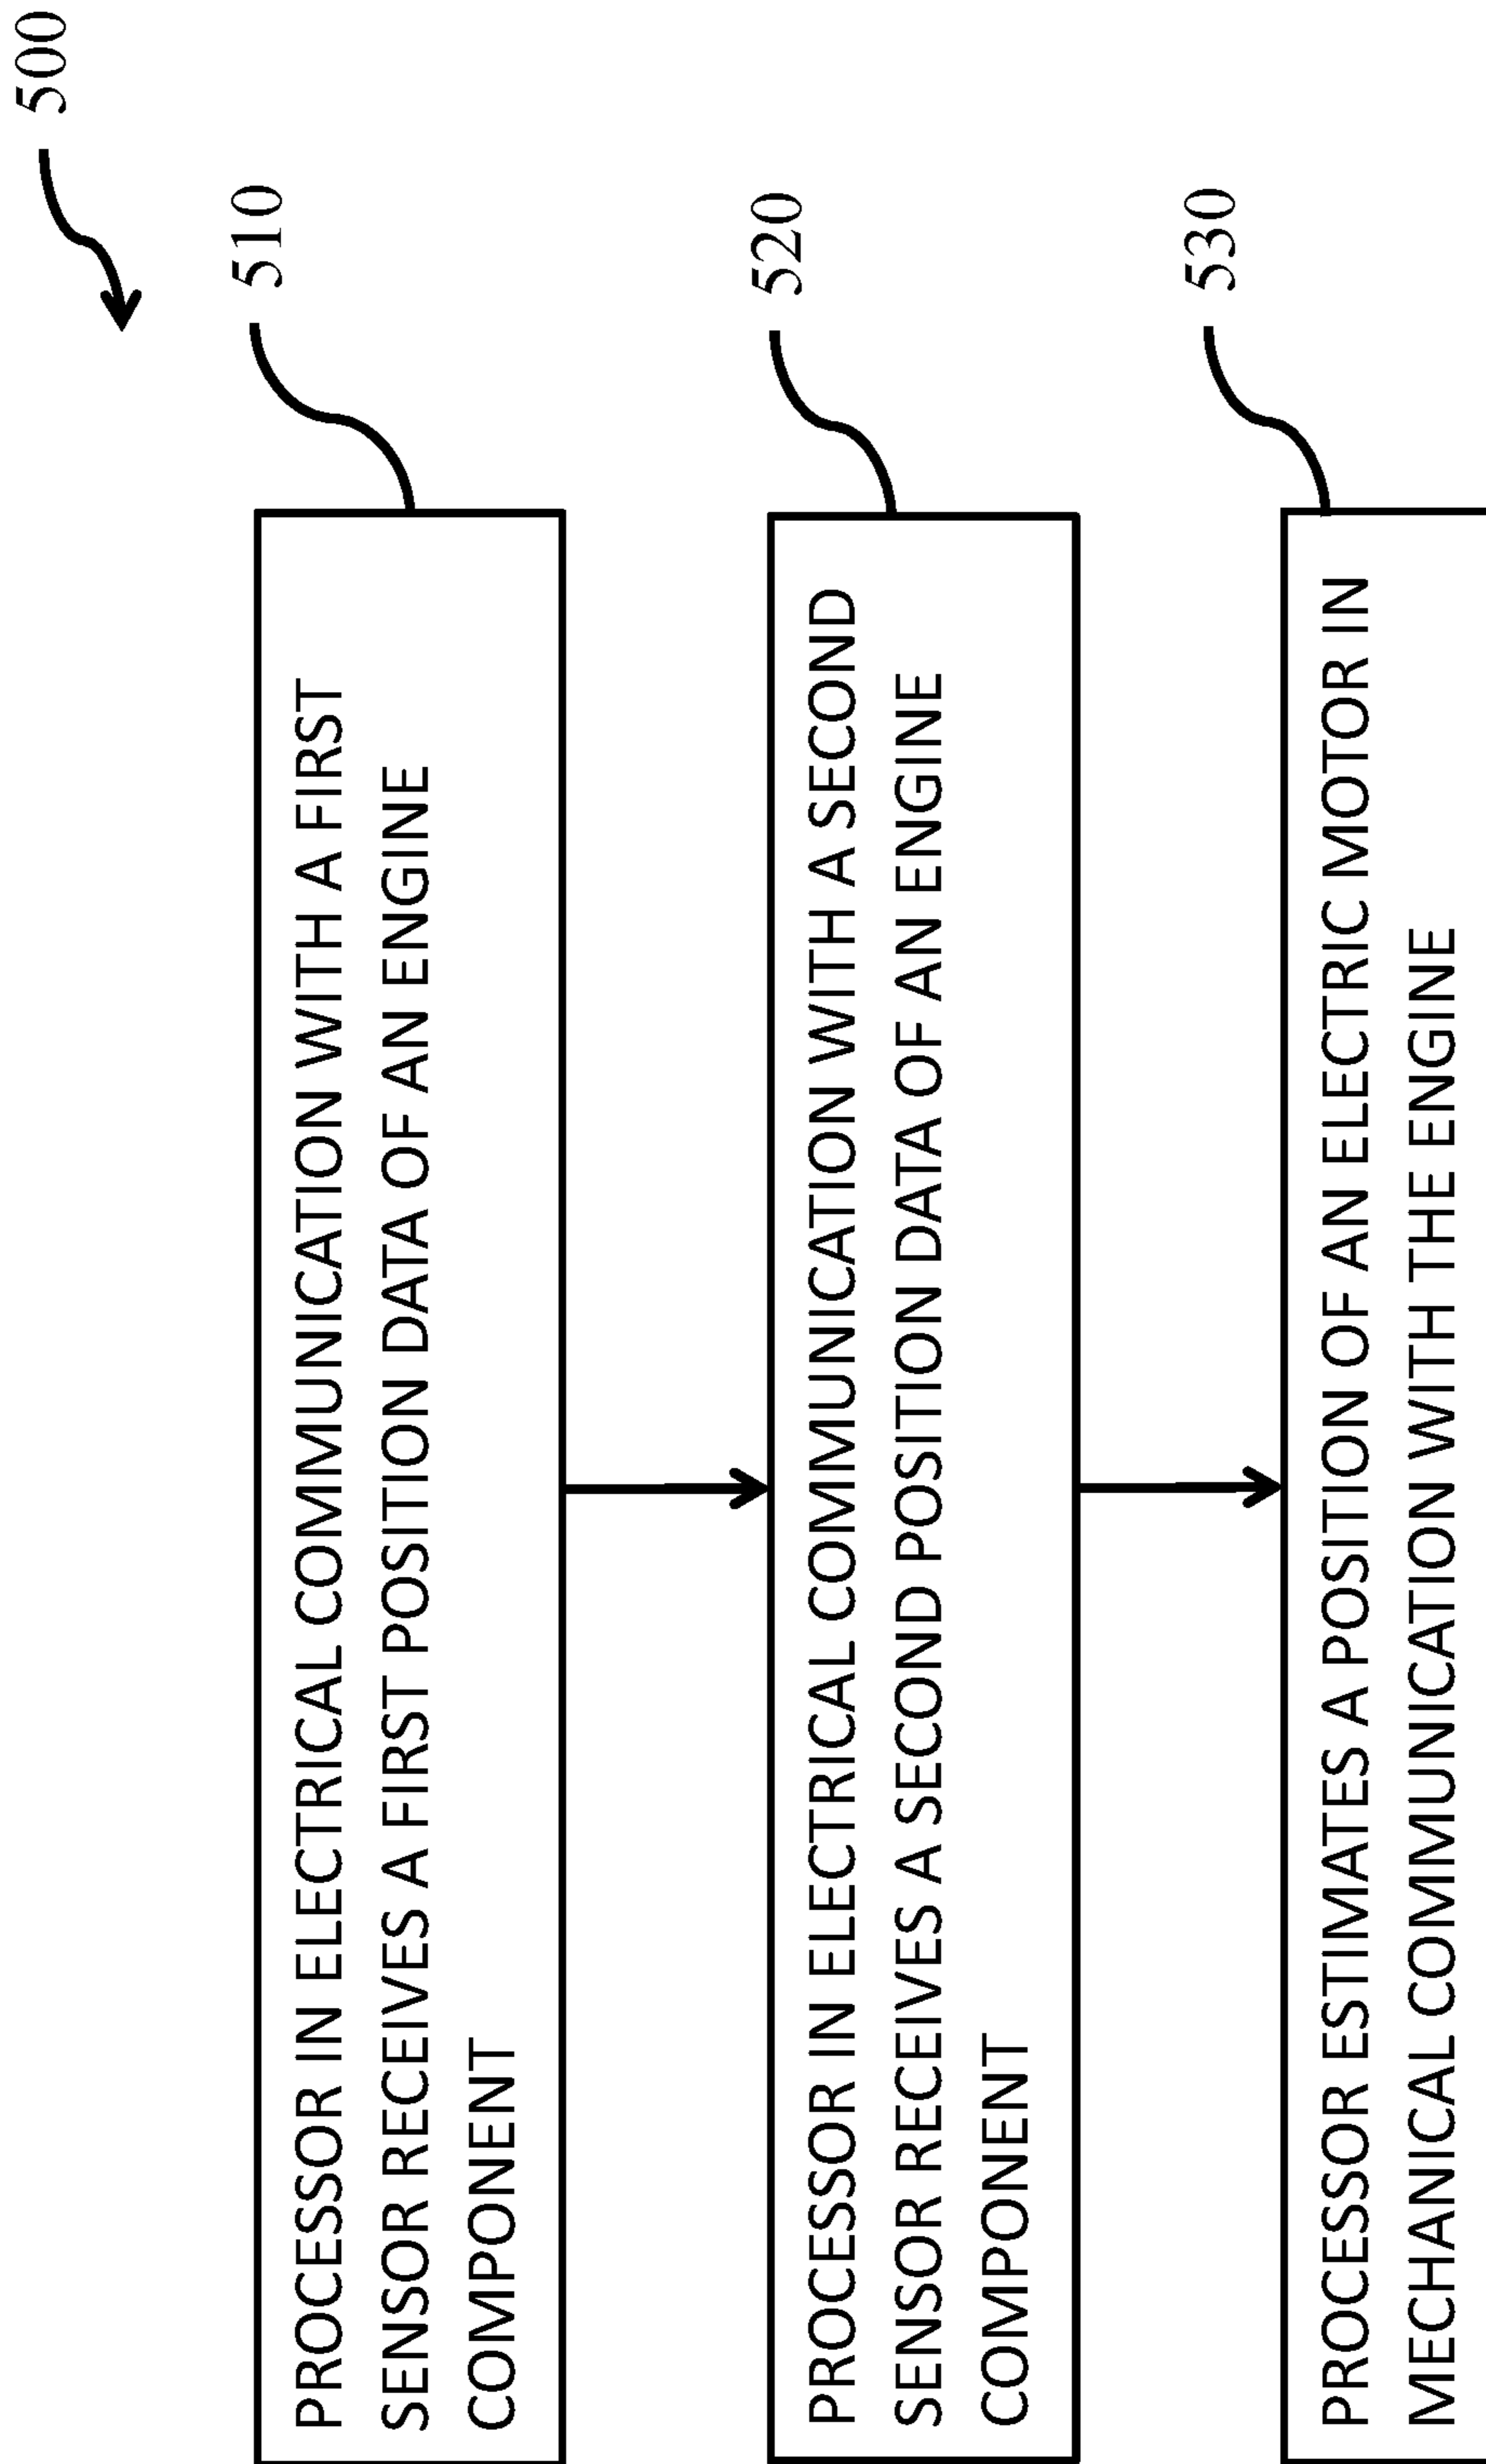 500
510
PROCESSOR IN ELECTRICAL COMMUNICATION WITH A FIRST
SENSOR RECEIVES A FIRST POSITION DATA OF AN ENGINE
COMPONENT
520
PROCESSOR IN ELECTRICAL COMMUNICATION WITH A SECOND
SENSOR RECEIVES A SECOND POSITION DATA OF AN ENGINE
COMPONENT
530
PROCESSOR ESTIMATES A POSITION OF AN ELECTRIC MOTOR IN
MECHANICAL COMMUNICATION WITH THE ENGINE